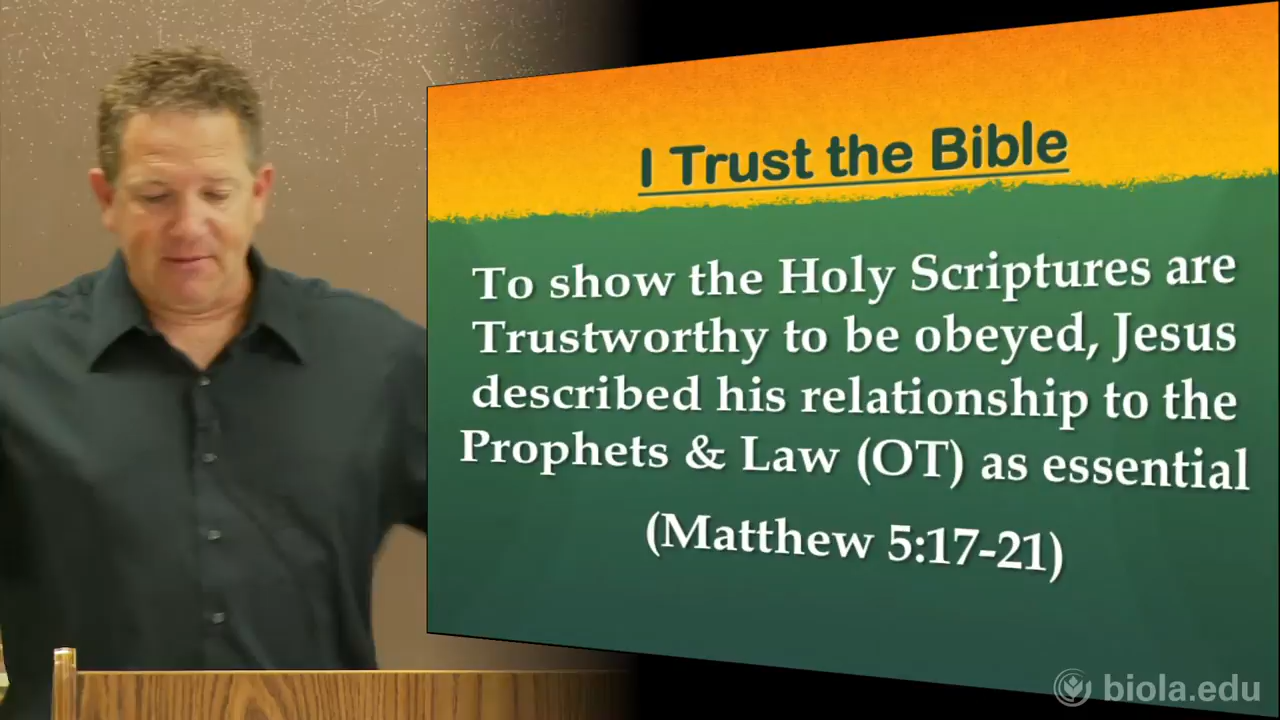 I Trust the Bible
To show the Holy Scriptures are
Trustworthy to be obeyed, Jesus
described his relationship to the
Prophets & Law (OT) as essential
(Matthew 5:17-21)
biola.edu